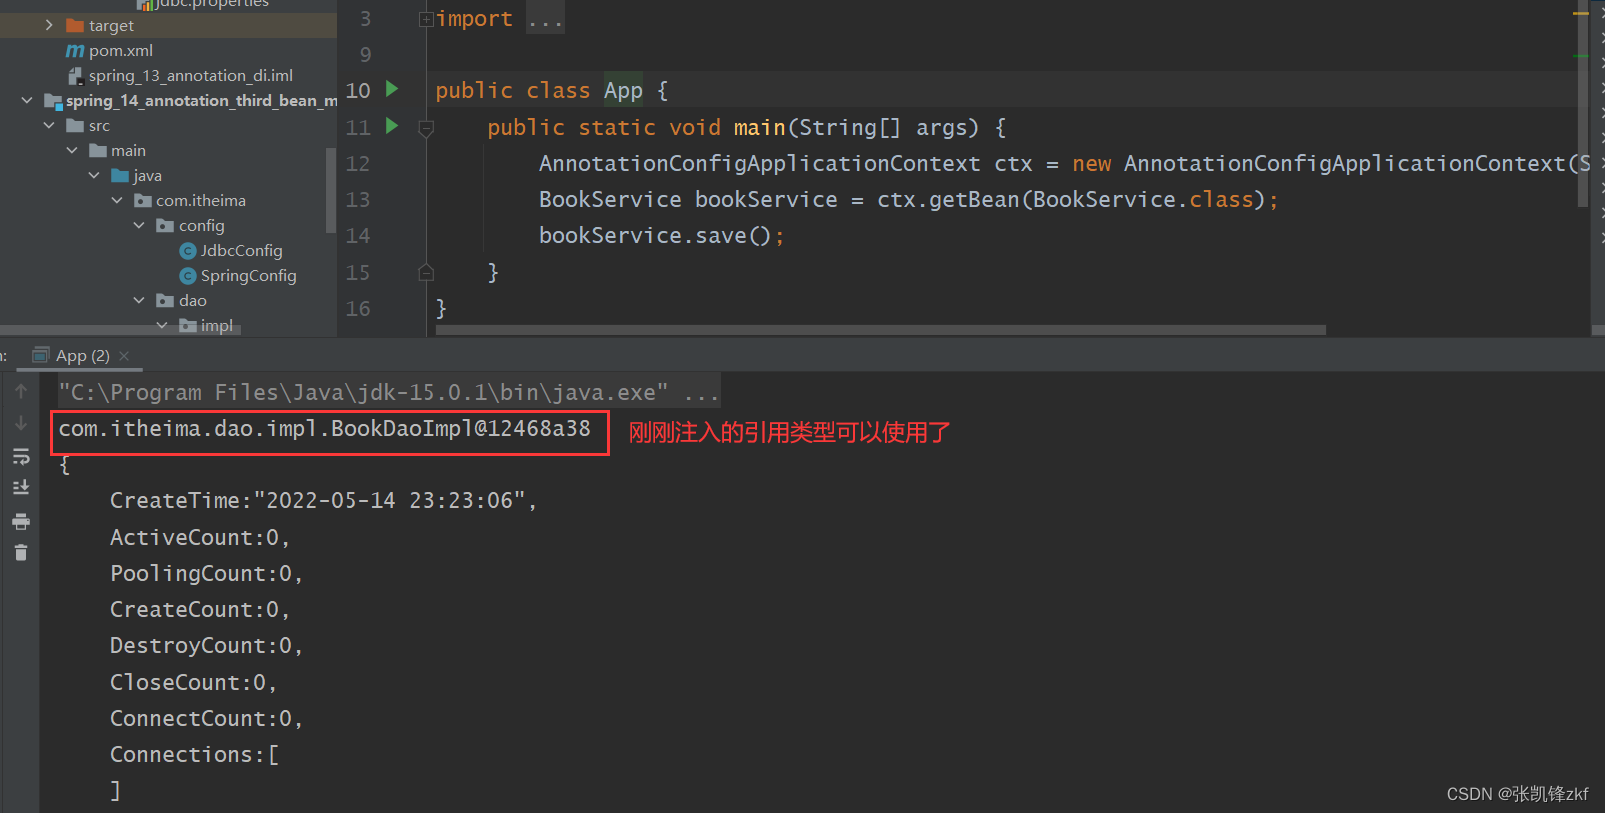 jdbc.properties
target
pom.xml
spring_13_annotation_di.iml
spring_14_annotation_third_bean_m
src
main
java
com.itheima
config
JdbcConfig
SpringConfig
dao
impl
3 import ...
9
10 public class App {
11 public static void main(String[] args) {
12 AnnotationConfigApplicationContext ctx = new AnnotationConfigApplicationContext(S
13 BookService bookService = ctx.getBean(BookService.class);
14 bookService.save();
15 }
16 }
App (2)
"C:\Program Files\Java\jdk-15.0.1\bin\java.exe" ...
com.itheima.dao.impl.BookDaoImpl@12468a38 刚刚注入的引用类型可以使用了
{
CreateTime:"2022-05-14 23:23:06",
ActiveCount:0,
PoolingCount:0,
CreateCount:0,
DestroyCount:0,
CloseCount:0,
ConnectCount:0,
Connections:[
]
CSDN @张凯锋zkf